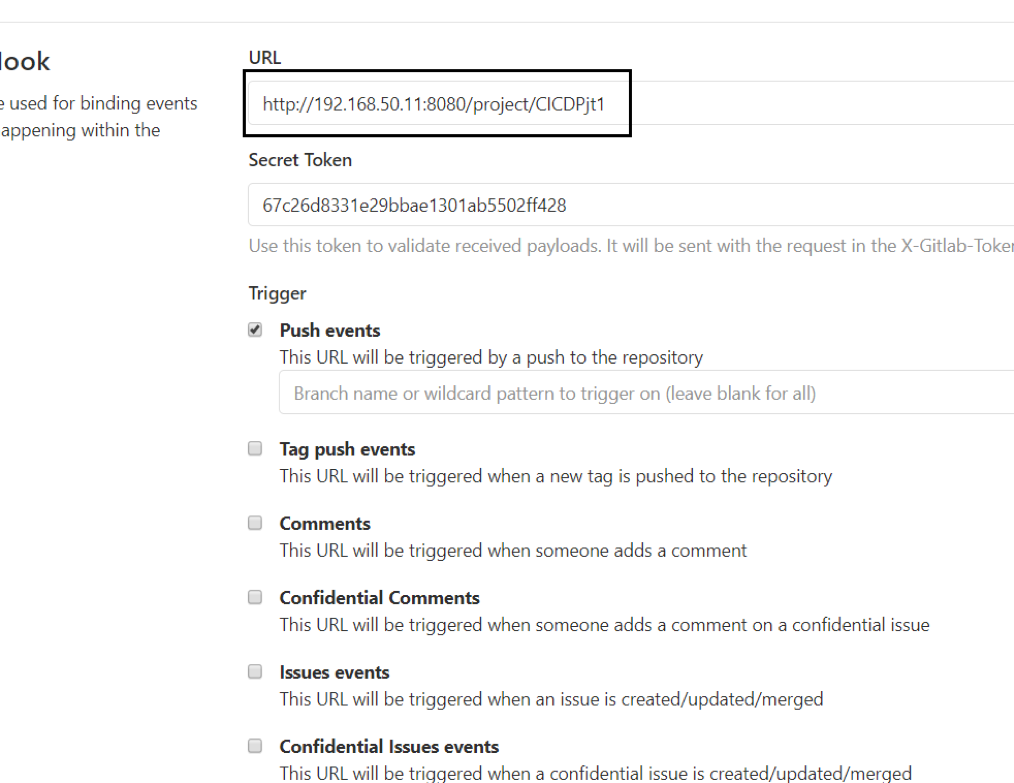 URL
http://192.168.50.11:8080/project/CICDPjt1
Secret Token
67c26d8331e29bbae1301ab5502ff428
Use this token to validate received payloads. It will be sent with the request in the X-Gitlab-Token
used for binding events
happening within the
Trigger
Push events
This URL will be triggered by a push to the repository
Branch name or wildcard pattern to trigger on (leave blank for all)
Tag push events
This URL will be triggered when a new tag is pushed to the repository
Comments
This URL will be triggered when someone adds a comment
Confidential Comments
This URL will be triggered when someone adds a comment on a confidential issue
Issues events
This URL will be triggered when an issue is created/updated/merged
Confidential Issues events
This URL will be triggered when a confidential issue is created/updated/merged